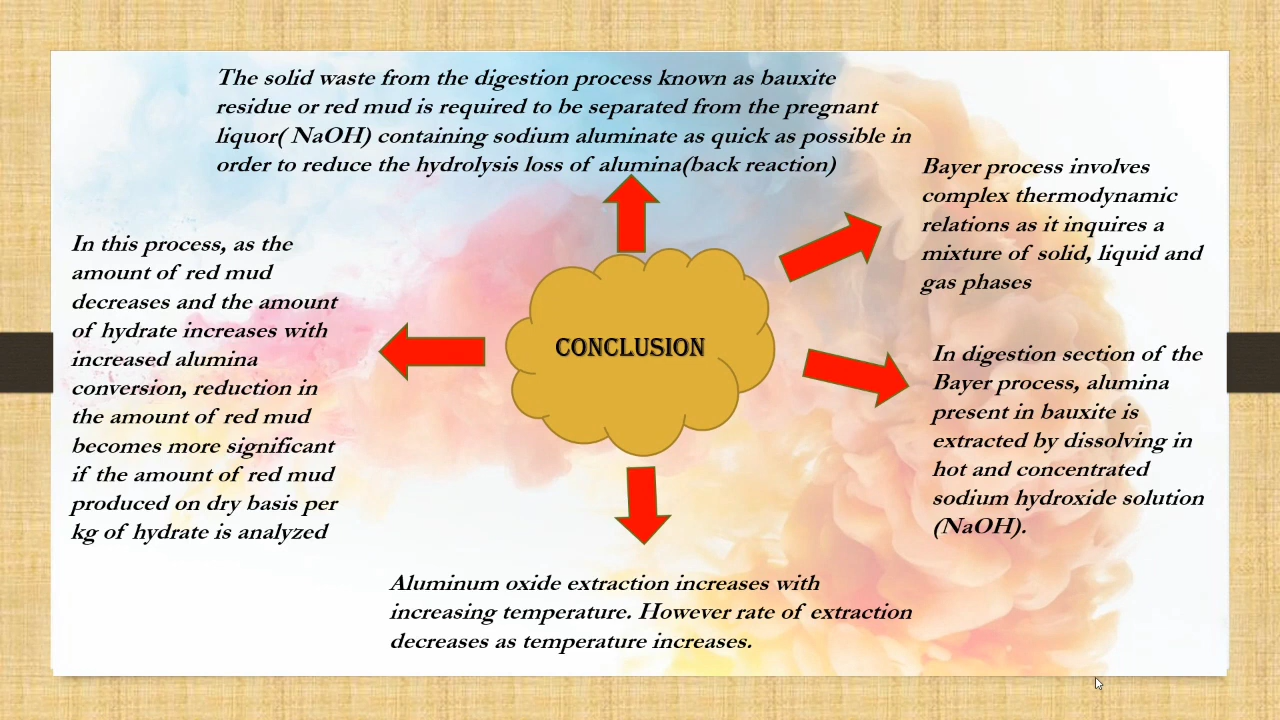 The solid waste from the digestion process known as bauxite
residue or red mud is required to be separated from the pregnant
liquor( NaOH) containing sodium aluminate as quick as possible in
order to reduce the hydrolysis loss of alumina(back reaction)
Bayer process involves
complex thermodynamic
relations as it inquires a
mixture of solid, liquid and
gas phases
In this process, as the
amount of red mud
decreases and the amount
of hydrate increases with
increased alumina
conversion, reduction in
the amount of red mud
becomes more significant
if the amount of red mud
produced on dry basis per
kg of hydrate is analyzed
CONCLUSION
In digestion section of the
Bayer process, alumina
present in bauxite is
extracted by dissolving in
hot and concentrated
sodium hydroxide solution
(NaOH).
Aluminum oxide extraction increases with
increasing temperature. However rate of extraction
decreases as temperature increases.